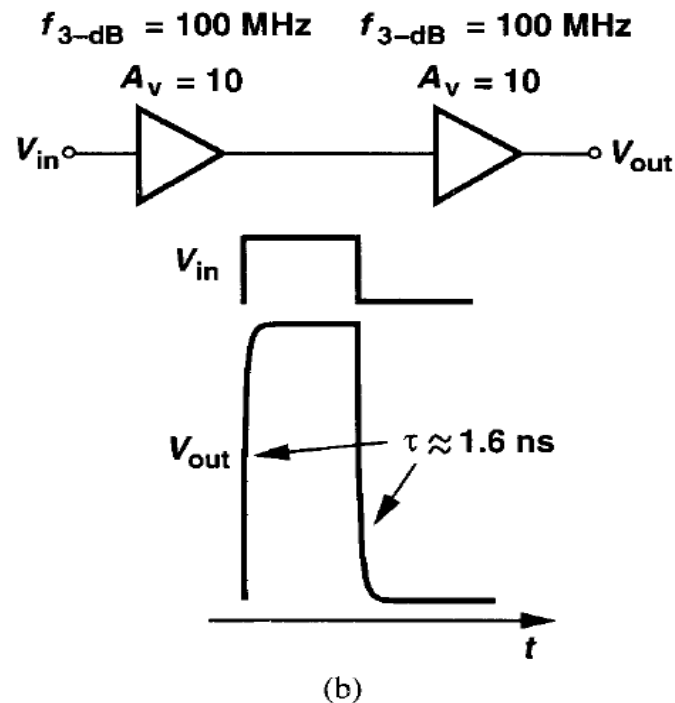 f3–dB = 100 MHz f3–dB = 100 MHz
Av = 10 Av = 10
Vin Vout
Vin
Vout τ ≈ 1.6 ns
t
(b)